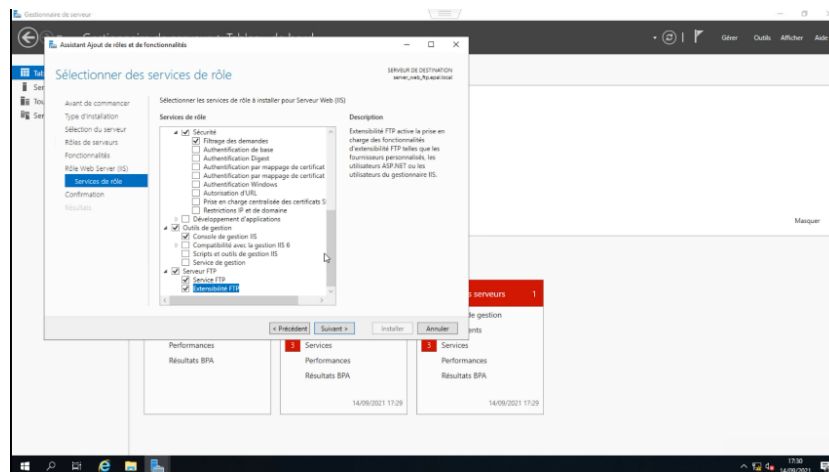 Gestionnaire de serveur
Gérer Outils Afficher Aide
Assistant Ajout de rôles et de fonctionnalités
Sélectionner des services de rôle
SERVEUR DE DESTINATION
server_web_ftp.epai.local
Avant de commencer
Type d'installation
Sélection du serveur
Rôles de serveurs
Fonctionnalités
Rôle Web Server (IIS)
Services de rôle
Confirmation
Résultats
Sélectionner les services de rôle à installer pour Serveur Web (IIS)
Services de rôle
Sécurité
Filtrage des demandes
Authentification de base
Authentification Digest
Authentification par mappage de certificat
Authentification par mappage de certificat
Authentification Windows
Autorisation d'URL
Prise en charge centralisée des certificats S
Restrictions IP et de domaine
Développement d'applications
Outils de gestion
Console de gestion IIS
Compatibilité avec la gestion IIS 6
Scripts et outils de gestion IIS
Service de gestion
Serveur FTP
Service FTP
Extensibilité FTP
Description
Extensibilité FTP active la prise en
charge des fonctionnalités
d'extensibilité FTP telles que les
fournisseurs personnalisés, les
utilisateurs ASP.NET ou les
utilisateurs du gestionnaire IIS.
< Précédent Suivant > Installer Annuler
Masquer
serveurs 1
de gestion
Performances
Résultats BPA
3 Services
Performances
Résultats BPA
14/09/2021 17:29
3 Services
Performances
Résultats BPA
14/09/2021 17:29
17:30
14/09/2021